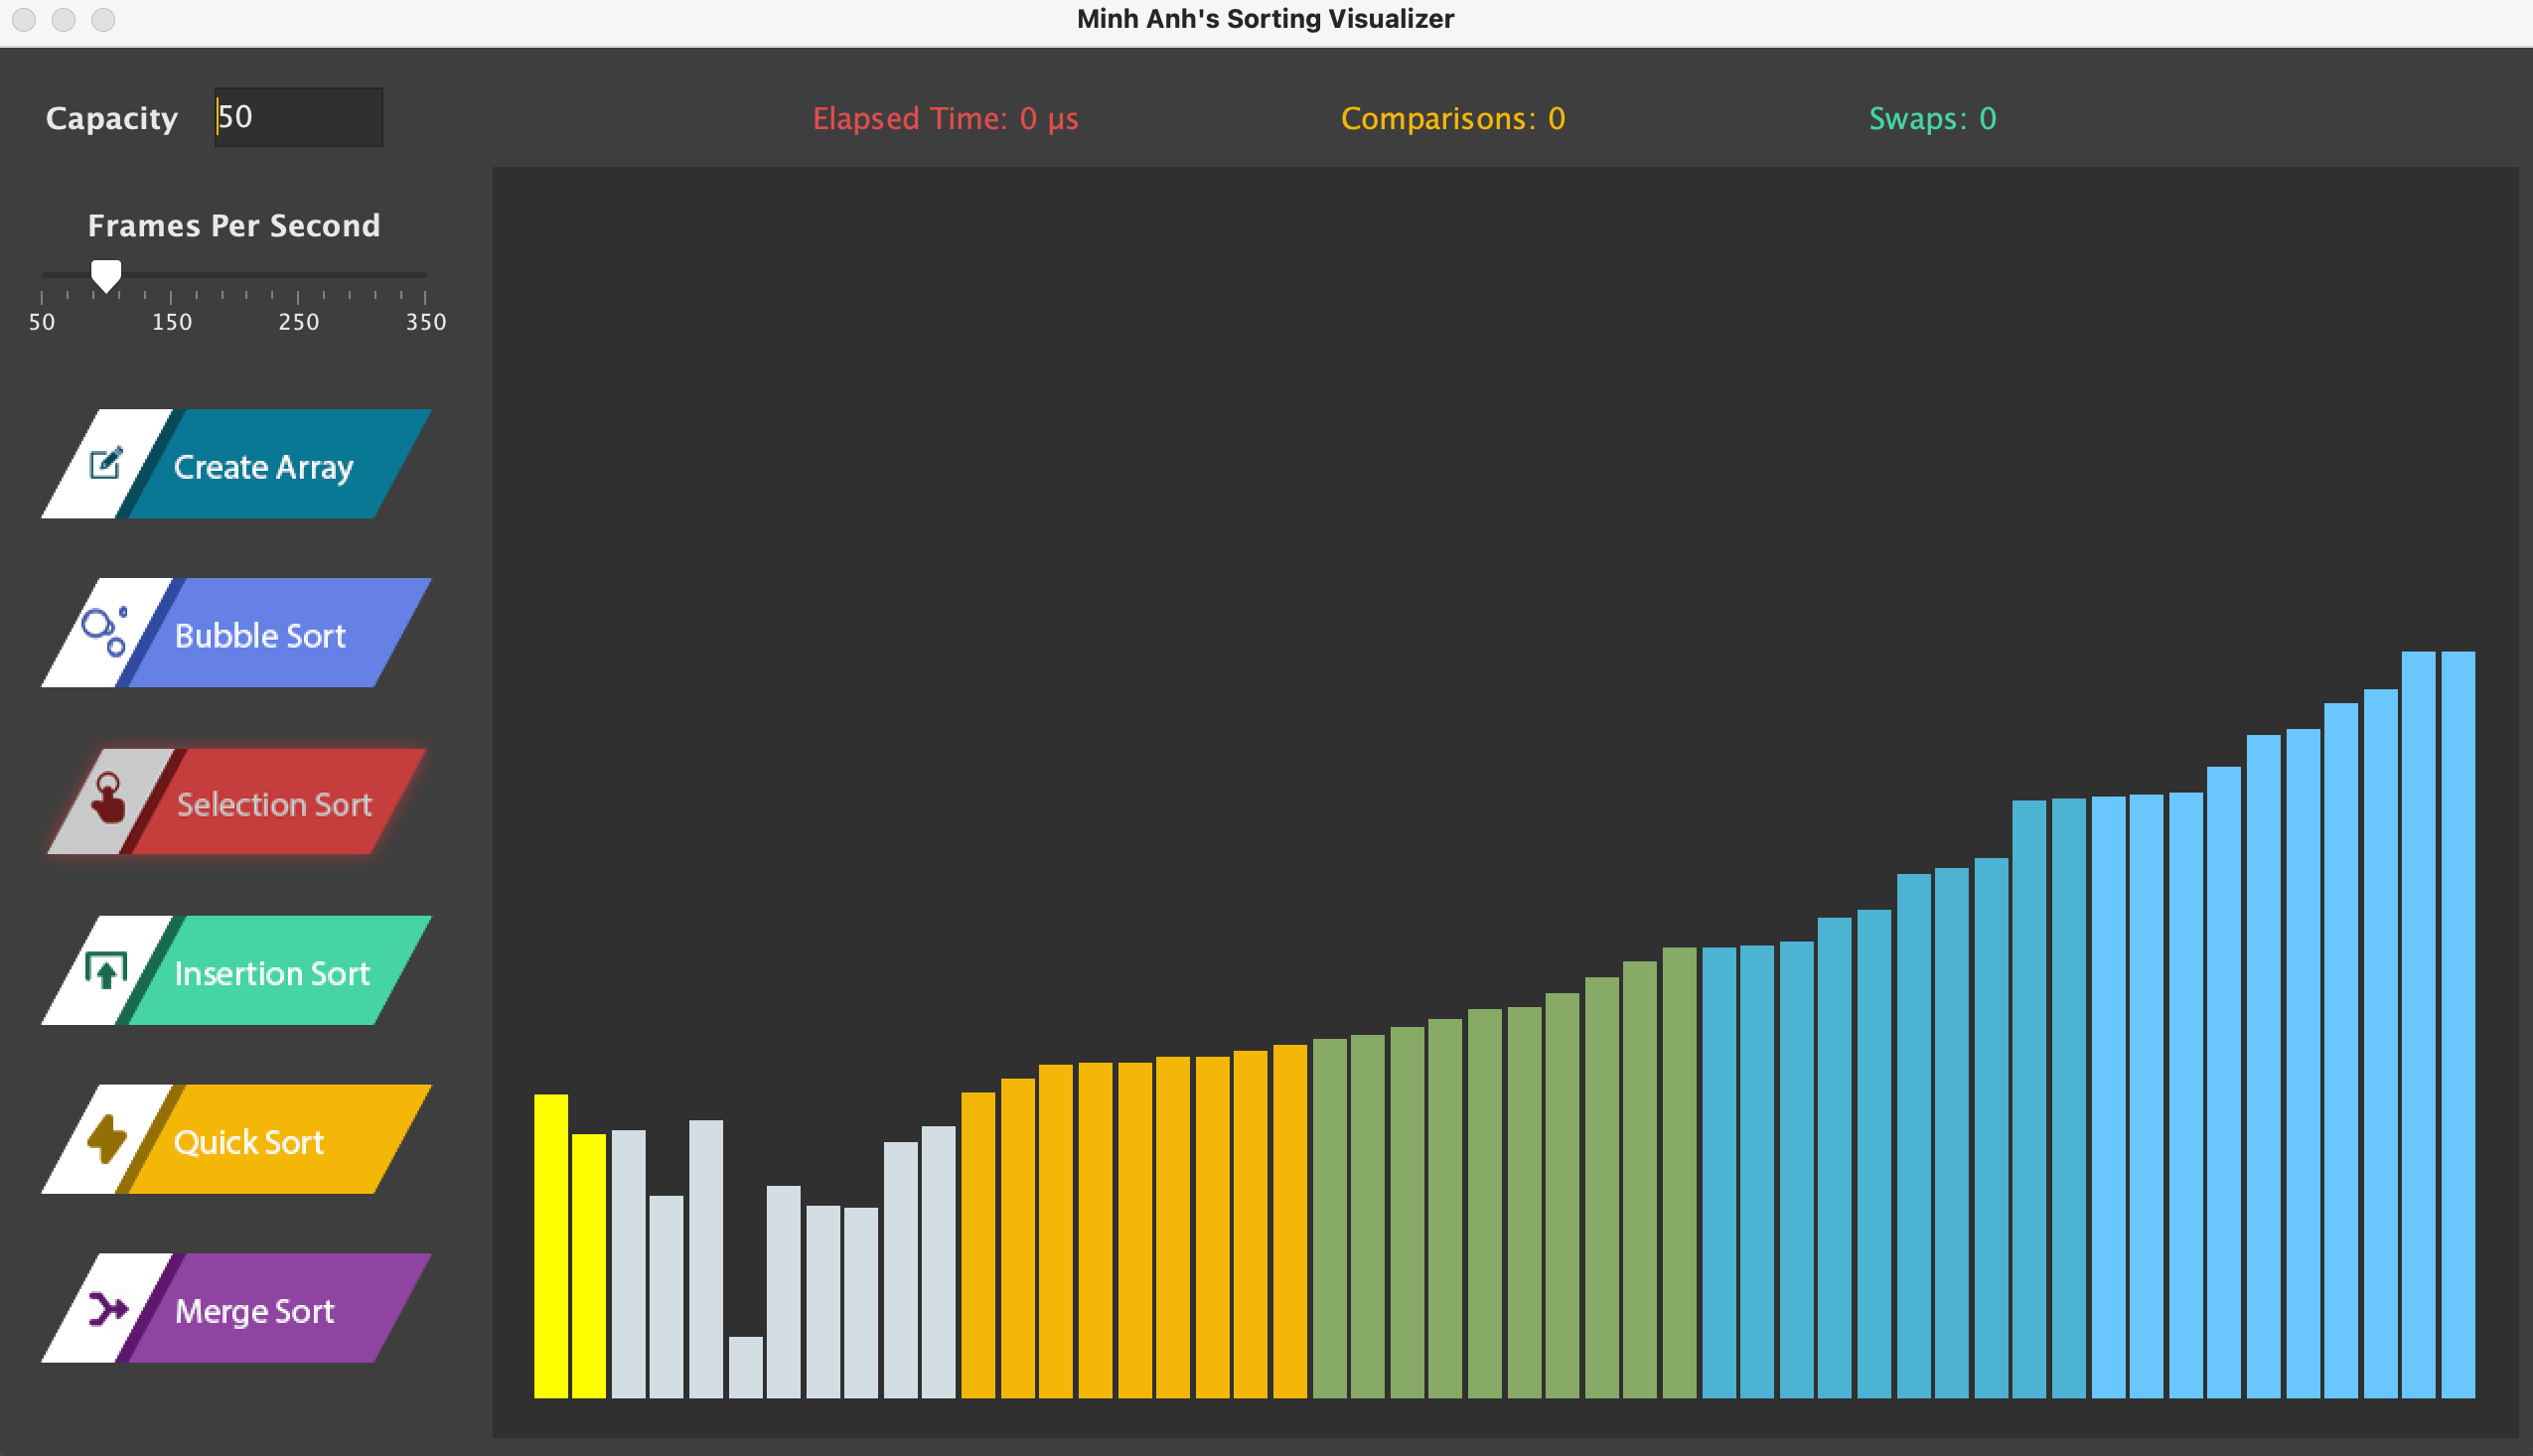 Minh Anh's Sorting Visualizer
Capacity 50
Elapsed Time: 0 µs Comparisons: 0 Swaps: 0
Frames Per Second
50 150 250 350
Create Array
Bubble Sort
Selection Sort
Insertion Sort
Quick Sort
Merge Sort